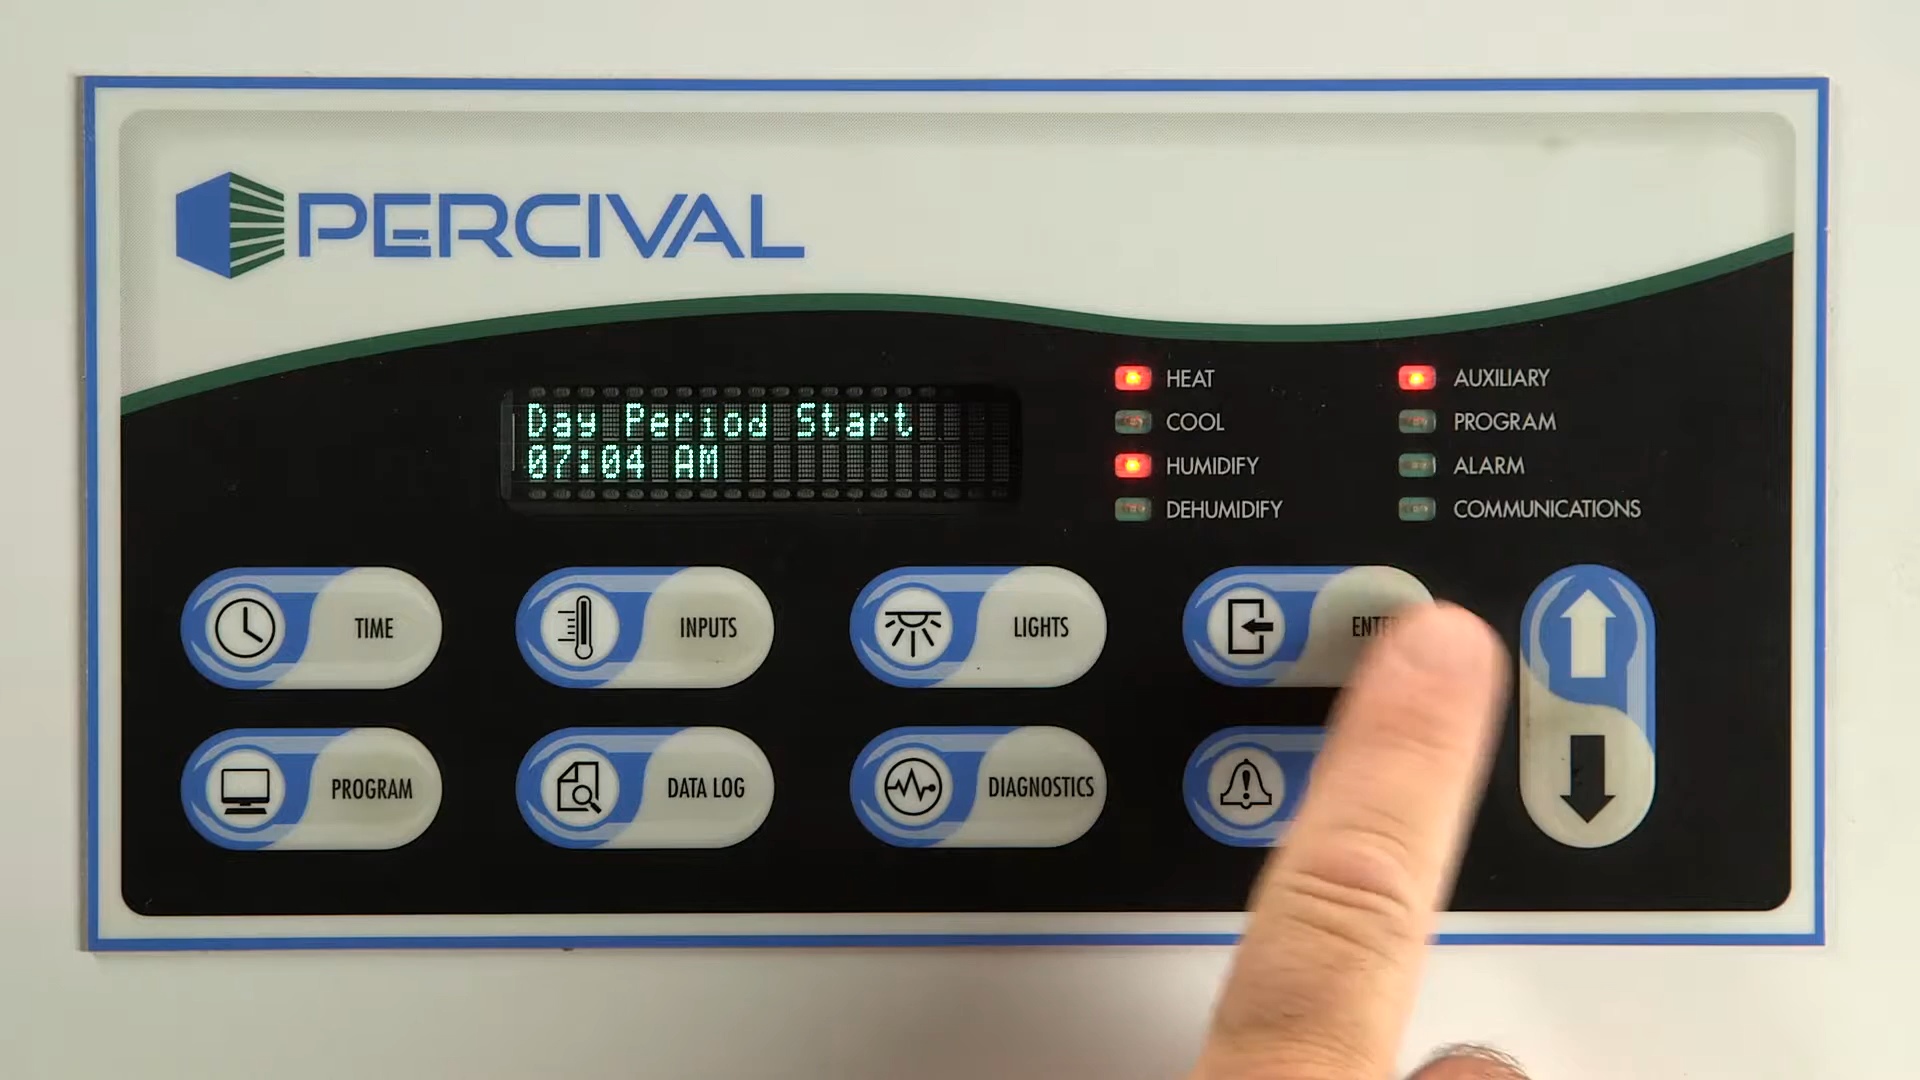 PERCIVAL
Day Period Start
07:04 AM
HEAT
COOL
HUMIDIFY
DEHUMIDIFY
AUXILIARY
PROGRAM
ALARM
COMMUNICATIONS
TIME
INPUTS
LIGHTS
ENTE
PROGRAM
DATA LOG
DIAGNOSTICS